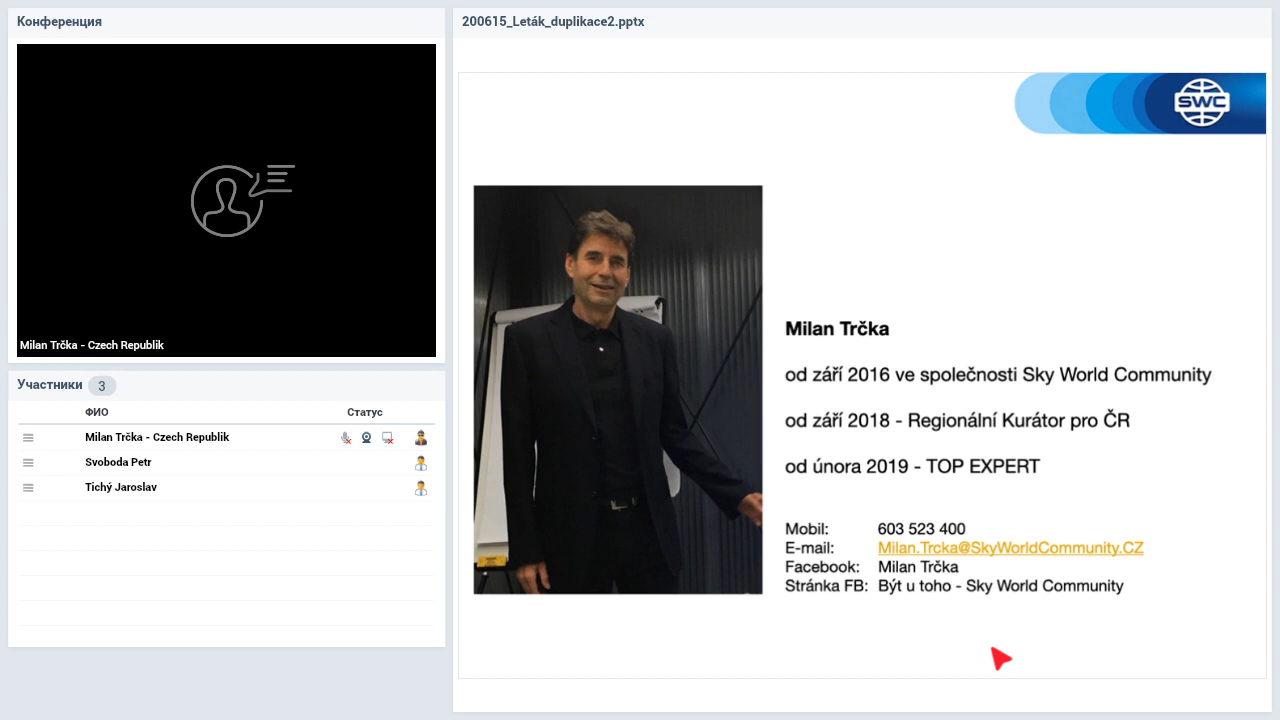 Конференция
Milan Trčka - Czech Republik
Участники 3
ФИО Статус
Milan Trčka - Czech Republik
Svoboda Petr
Tichý Jaroslav
200615_Leták_duplikace2.pptx
SWC
Milan Trčka
od září 2016 ve společnosti Sky World Community
od září 2018 - Regionální Kurátor pro ČR
od února 2019 - TOP EXPERT
Mobil: 603 523 400
E-mail: Milan.Trcka@SkyWorldCommunity.CZ
Facebook: Milan Trčka
Stránka FB: Být u toho - Sky World Community